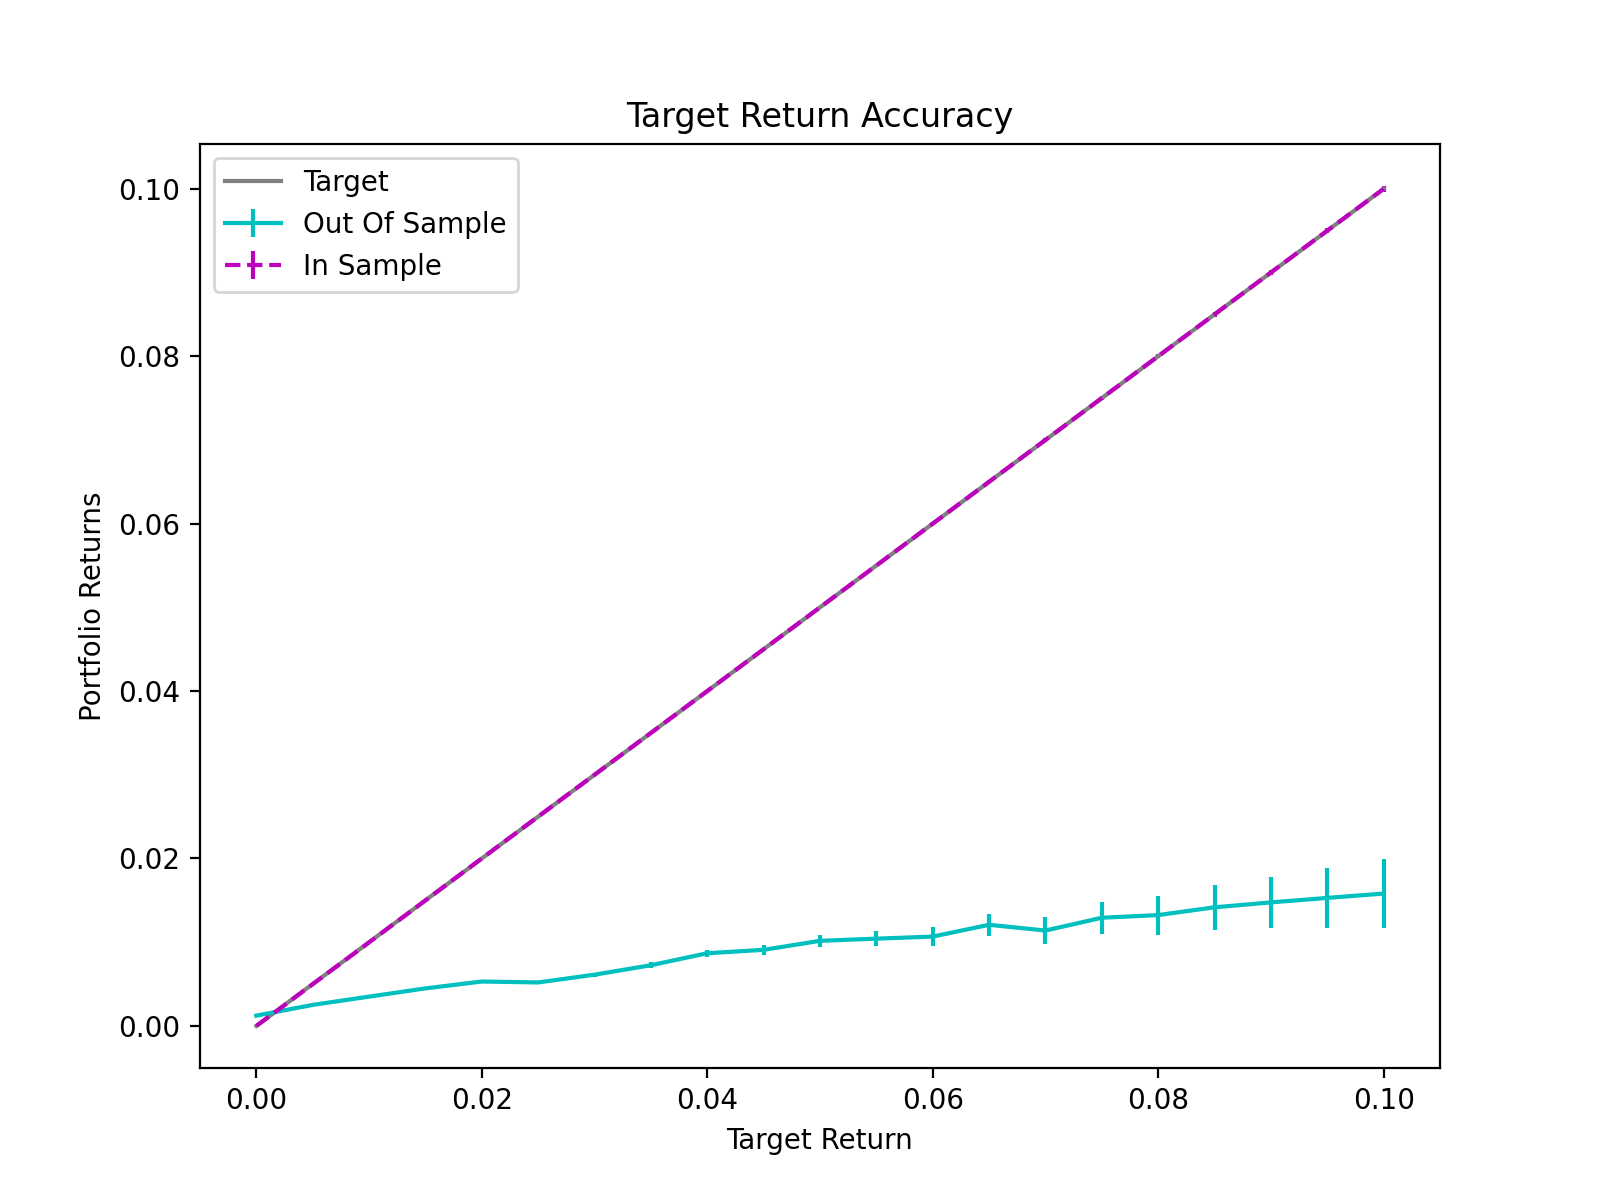 Target Return Accuracy
Target
Out Of Sample
In Sample
0.10
0.08
0.06
0.04
0.02
0.00
Portfolio Returns
0.00 0.02 0.04 0.06 0.08 0.10
Target Return